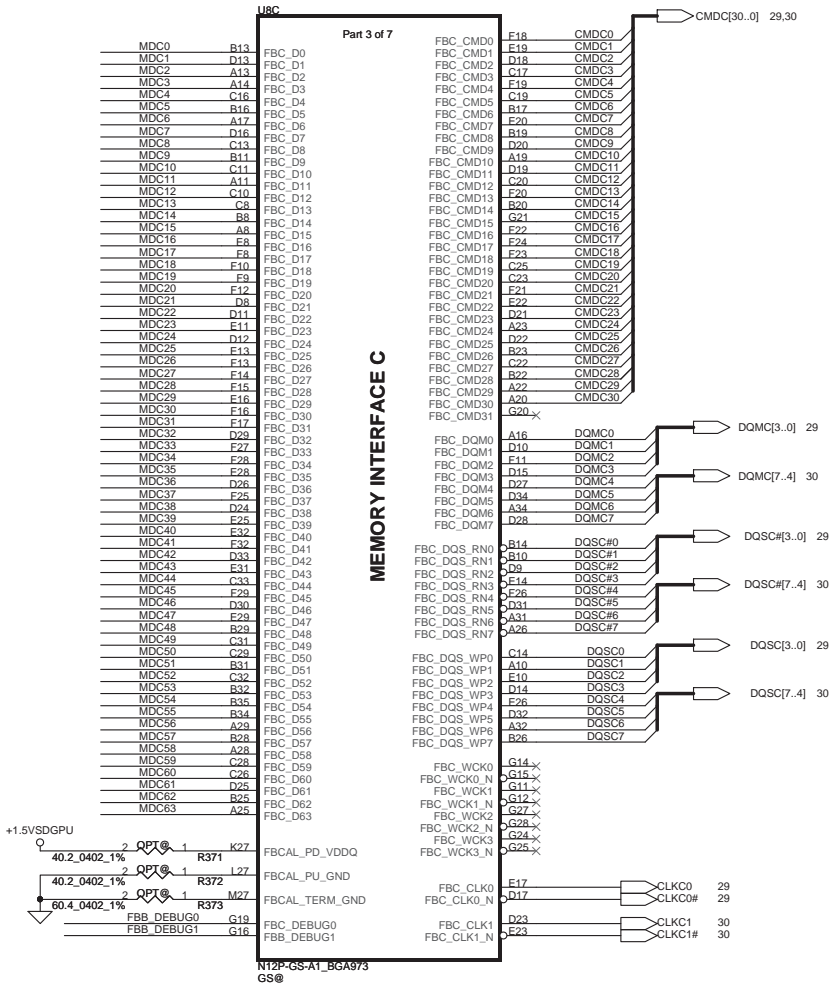 U8C
Part 3 of 7
MDC0 B13 FBC_D0
MDC1 D13 FBC_D1
MDC2 A13 FBC_D2
MDC3 A14 FBC_D3
MDC4 C16 FBC_D4
MDC5 B16 FBC_D5
MDC6 A17 FBC_D6
MDC7 D16 FBC_D7
MDC8 C13 FBC_D8
MDC9 B11 FBC_D9
MDC10 C11 FBC_D10
MDC11 A11 FBC_D11
MDC12 C10 FBC_D12
MDC13 C8 FBC_D13
MDC14 B8 FBC_D14
MDC15 A8 FBC_D15
MDC16 E8 FBC_D16
MDC17 F8 FBC_D17
MDC18 F10 FBC_D18
MDC19 F9 FBC_D19
MDC20 F12 FBC_D20
MDC21 D8 FBC_D21
MDC22 D11 FBC_D22
MDC23 E11 FBC_D23
MDC24 D12 FBC_D24
MDC25 E13 FBC_D25
MDC26 F13 FBC_D26
MDC27 F14 FBC_D27
MDC28 F15 FBC_D28
MDC29 E16 FBC_D29
MDC30 F16 FBC_D30
MDC31 F17 FBC_D31
MDC32 D29 FBC_D32
MDC33 F27 FBC_D33
MDC34 F28 FBC_D34
MDC35 E28 FBC_D35
MDC36 D26 FBC_D36
MDC37 F25 FBC_D37
MDC38 D24 FBC_D38
MDC39 E25 FBC_D39
MDC40 E32 FBC_D40
MDC41 F32 FBC_D41
MDC42 D33 FBC_D42
MDC43 E31 FBC_D43
MDC44 C33 FBC_D44
MDC45 F29 FBC_D45
MDC46 D30 FBC_D46
MDC47 E29 FBC_D47
MDC48 B29 FBC_D48
MDC49 C31 FBC_D49
MDC50 C29 FBC_D50
MDC51 B31 FBC_D51
MDC52 C32 FBC_D52
MDC53 B32 FBC_D53
MDC54 B35 FBC_D54
MDC55 B34 FBC_D55
MDC56 A29 FBC_D56
MDC57 B28 FBC_D57
MDC58 A28 FBC_D58
MDC59 C28 FBC_D59
MDC60 C26 FBC_D60
MDC61 D25 FBC_D61
MDC62 B25 FBC_D62
MDC63 A25 FBC_D63
+1.5VSDGPU
2 OPT@ 1 K27 FBCAL_PD_VDDQ
40.2_0402_1% R371
2 OPT@ 1 L27 FBCAL_PU_GND
40.2_0402_1% R372
2 OPT@ 1 M27 FBCAL_TERM_GND
60.4_0402_1% R373
FBB_DEBUG0 G19 FBC_DEBUG0
FBB_DEBUG1 G16 FBB_DEBUG1
MEMORY INTERFACE C
CMDC[30..0] 29,30
FBC_CMD0 F18 CMDC0
FBC_CMD1 E19 CMDC1
FBC_CMD2 D18 CMDC2
FBC_CMD3 C17 CMDC3
FBC_CMD4 F19 CMDC4
FBC_CMD5 C19 CMDC5
FBC_CMD6 B17 CMDC6
FBC_CMD7 E20 CMDC7
FBC_CMD8 B19 CMDC8
FBC_CMD9 D20 CMDC9
FBC_CMD10 A19 CMDC10
FBC_CMD11 D19 CMDC11
FBC_CMD12 C20 CMDC12
FBC_CMD13 F20 CMDC13
FBC_CMD14 B20 CMDC14
FBC_CMD15 G21 CMDC15
FBC_CMD16 F22 CMDC16
FBC_CMD17 F24 CMDC17
FBC_CMD18 F23 CMDC18
FBC_CMD19 C25 CMDC19
FBC_CMD20 C23 CMDC20
FBC_CMD21 F21 CMDC21
FBC_CMD22 E22 CMDC22
FBC_CMD23 D21 CMDC23
FBC_CMD24 A23 CMDC24
FBC_CMD25 D22 CMDC25
FBC_CMD26 B23 CMDC26
FBC_CMD27 C22 CMDC27
FBC_CMD28 B22 CMDC28
FBC_CMD29 A22 CMDC29
FBC_CMD30 A20 CMDC30
FBC_CMD31 G20
FBC_DQM0 A16 DQMC0
FBC_DQM1 D10 DQMC1
FBC_DQM2 F11 DQMC2
FBC_DQM3 D15 DQMC3
FBC_DQM4 D27 DQMC4
FBC_DQM5 D34 DQMC5
FBC_DQM6 A34 DQMC6
FBC_DQM7 D28 DQMC7
DQMC[3..0] 29
DQMC[7..4] 30
FBC_DQS_RN0 B14 DQSC#0
FBC_DQS_RN1 B10 DQSC#1
FBC_DQS_RN2 D9 DQSC#2
FBC_DQS_RN3 E14 DQSC#3
FBC_DQS_RN4 F26 DQSC#4
FBC_DQS_RN5 D31 DQSC#5
FBC_DQS_RN6 A31 DQSC#6
FBC_DQS_RN7 A26 DQSC#7
DQSC#[3..0] 29
DQSC#[7..4] 30
FBC_DQS_WP0 C14 DQSC0
FBC_DQS_WP1 A10 DQSC1
FBC_DQS_WP2 E10 DQSC2
FBC_DQS_WP3 D14 DQSC3
FBC_DQS_WP4 E26 DQSC4
FBC_DQS_WP5 D32 DQSC5
FBC_DQS_WP6 A32 DQSC6
FBC_DQS_WP7 B26 DQSC7
DQSC[3..0] 29
DQSC[7..4] 30
FBC_WCK0 G14
FBC_WCK0_N G15
FBC_WCK1 G11
FBC_WCK1_N G12
FBC_WCK2 G27
FBC_WCK2_N G28
FBC_WCK3 G24
FBC_WCK3_N G25
FBC_CLK0 E17 CLKC0 29
FBC_CLK0_N D17 CLKC0# 29
FBC_CLK1 D23 CLKC1 30
FBC_CLK1_N E23 CLKC1# 30
N12P-GS-A1_BGA973
GS@